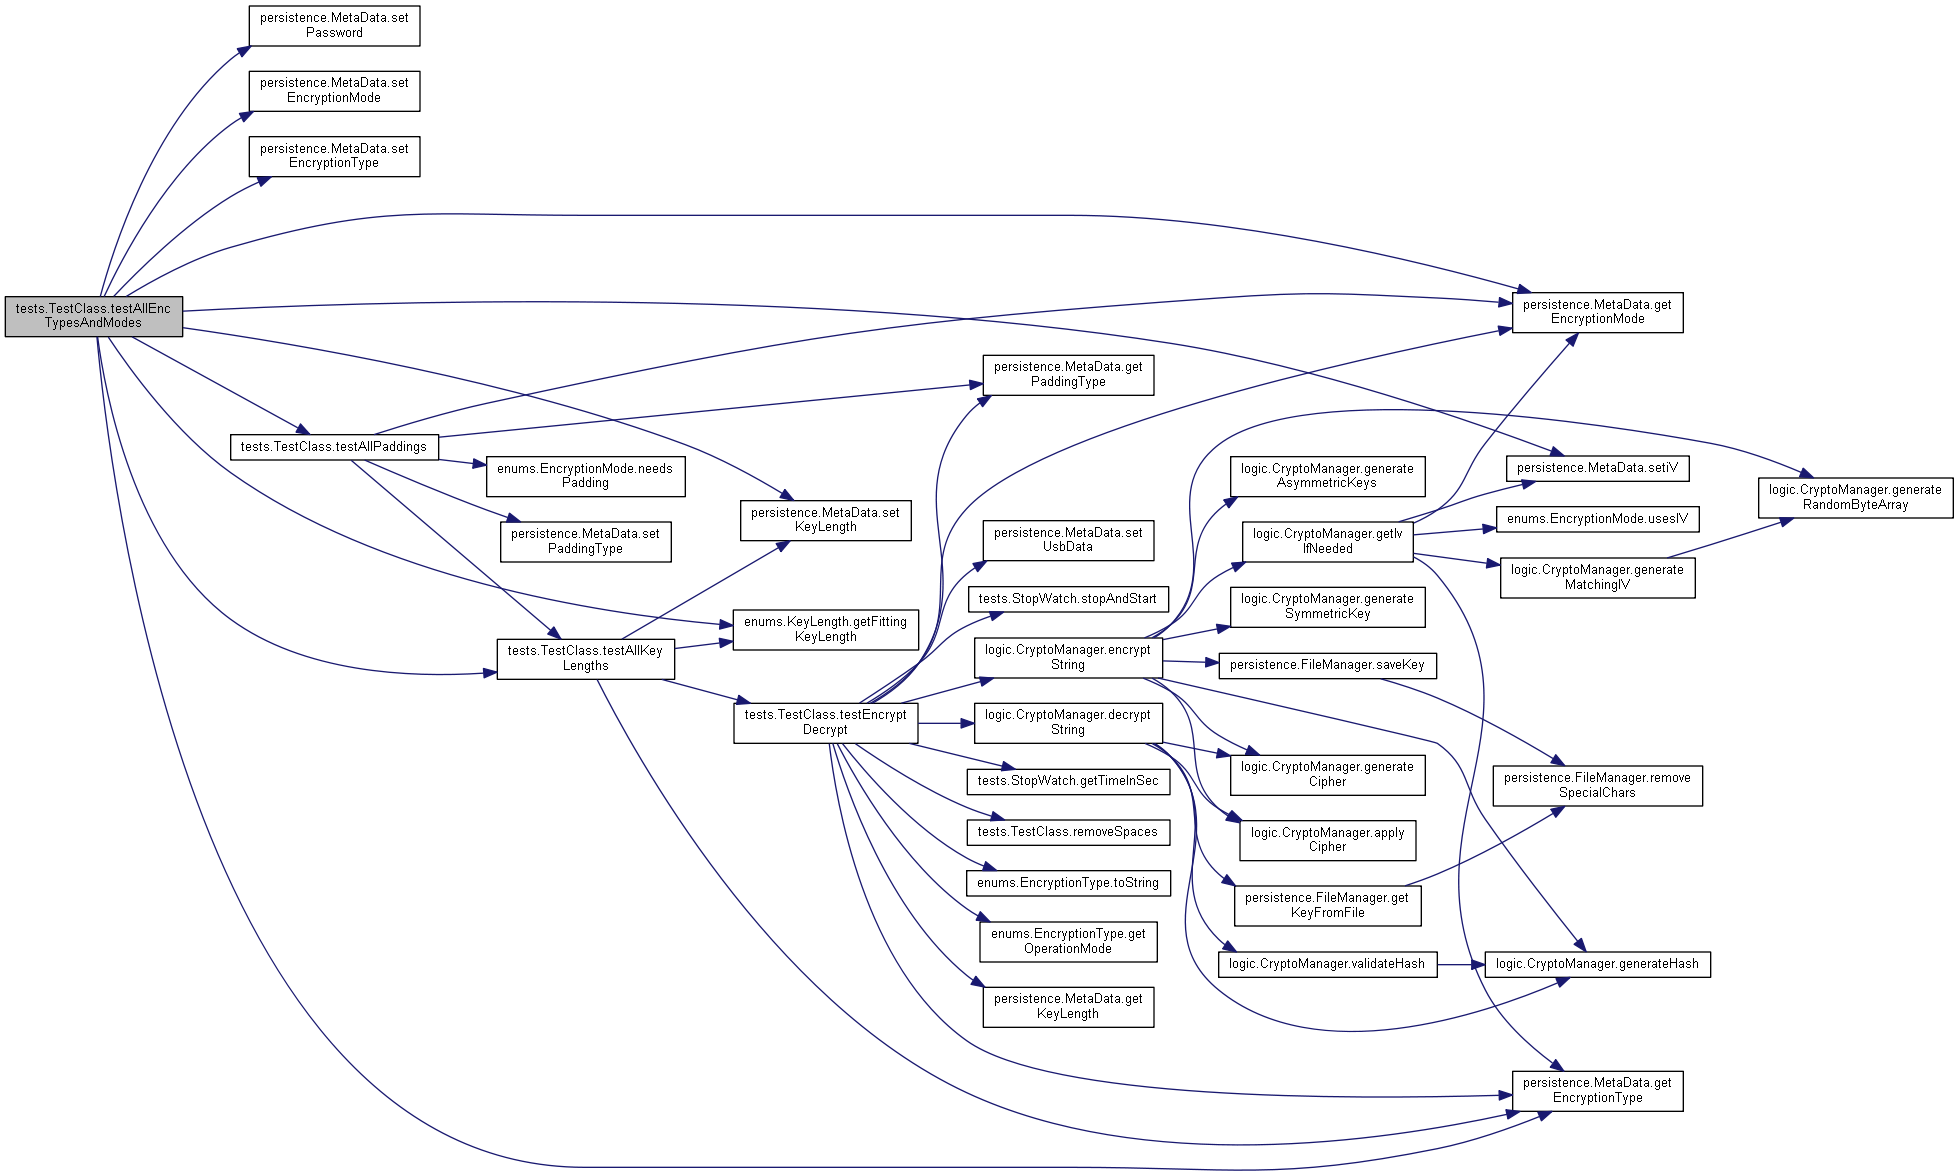 persistence.MetaData.set
Password
persistence.MetaData.set
EncryptionMode
persistence.MetaData.set
EncryptionType
tests.TestClass.testAllEnc
TypesAndModes
persistence.MetaData.get
EncryptionMode
persistence.MetaData.get
PaddingType
tests.TestClass.testAllPaddings
enums.EncryptionMode.needs
Padding
persistence.MetaData.set
PaddingType
persistence.MetaData.set
KeyLength
persistence.MetaData.set
UsbData
logic.CryptoManager.generate
AsymmetricKeys
persistence.MetaData.setiV
logic.CryptoManager.generate
RandomByteArray
logic.CryptoManager.getIv
IfNeeded
enums.EncryptionMode.usesIV
logic.CryptoManager.generate
MatchingIV
tests.StopWatch.stopAndStart
logic.CryptoManager.generate
SymmetricKey
enums.KeyLength.getFitting
KeyLength
tests.TestClass.testAllKey
Lengths
logic.CryptoManager.encrypt
String
persistence.FileManager.saveKey
tests.TestClass.testEncrypt
Decrypt
logic.CryptoManager.decrypt
String
tests.StopWatch.getTimeInSec
logic.CryptoManager.generate
Cipher
persistence.FileManager.remove
SpecialChars
tests.TestClass.removeSpaces
logic.CryptoManager.apply
Cipher
enums.EncryptionType.toString
persistence.FileManager.get
KeyFromFile
enums.EncryptionType.get
OperationMode
logic.CryptoManager.validateHash
logic.CryptoManager.generateHash
persistence.MetaData.get
KeyLength
persistence.MetaData.get
EncryptionType